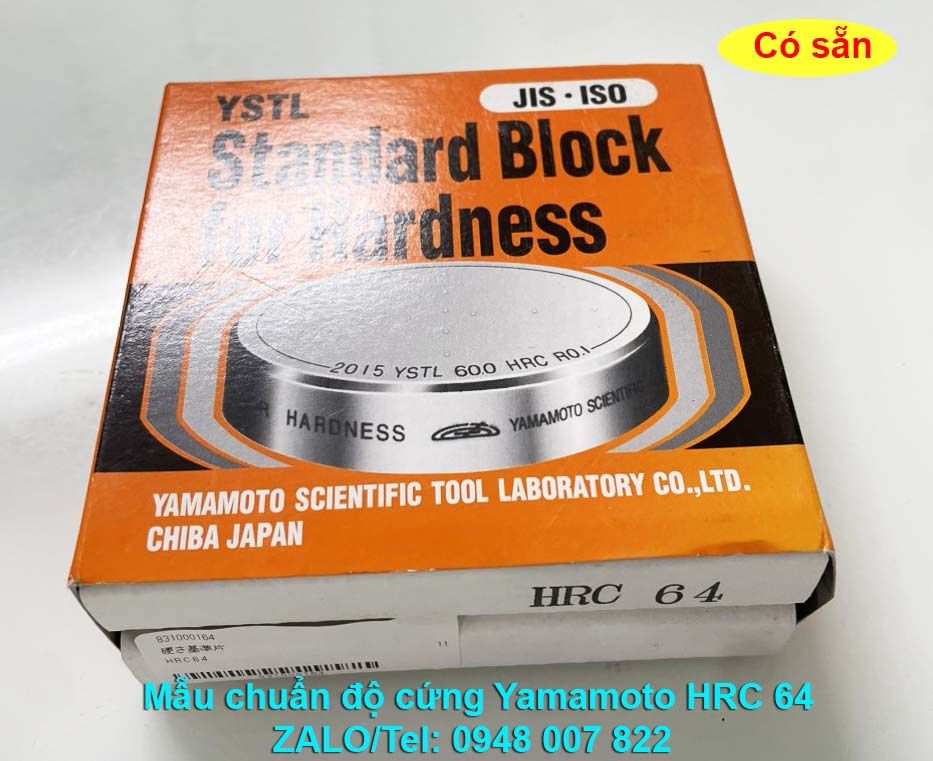 Có sẵn
YSTL
JIS・ISO
Standard Block
for Hardness
2015 YSTL 60.0 HRC R0.1
R HARDNESS YAMAMOTO SCIENTIFIC
YAMAMOTO SCIENTIFIC TOOL LABORATORY CO.,LTD.
CHIBA JAPAN
HRC 64
831000164
硬さ基準片
HRC64
11
Mẫu chuẩn độ cứng Yamamoto HRC 64
ZALO/Tel: 0948 007 822